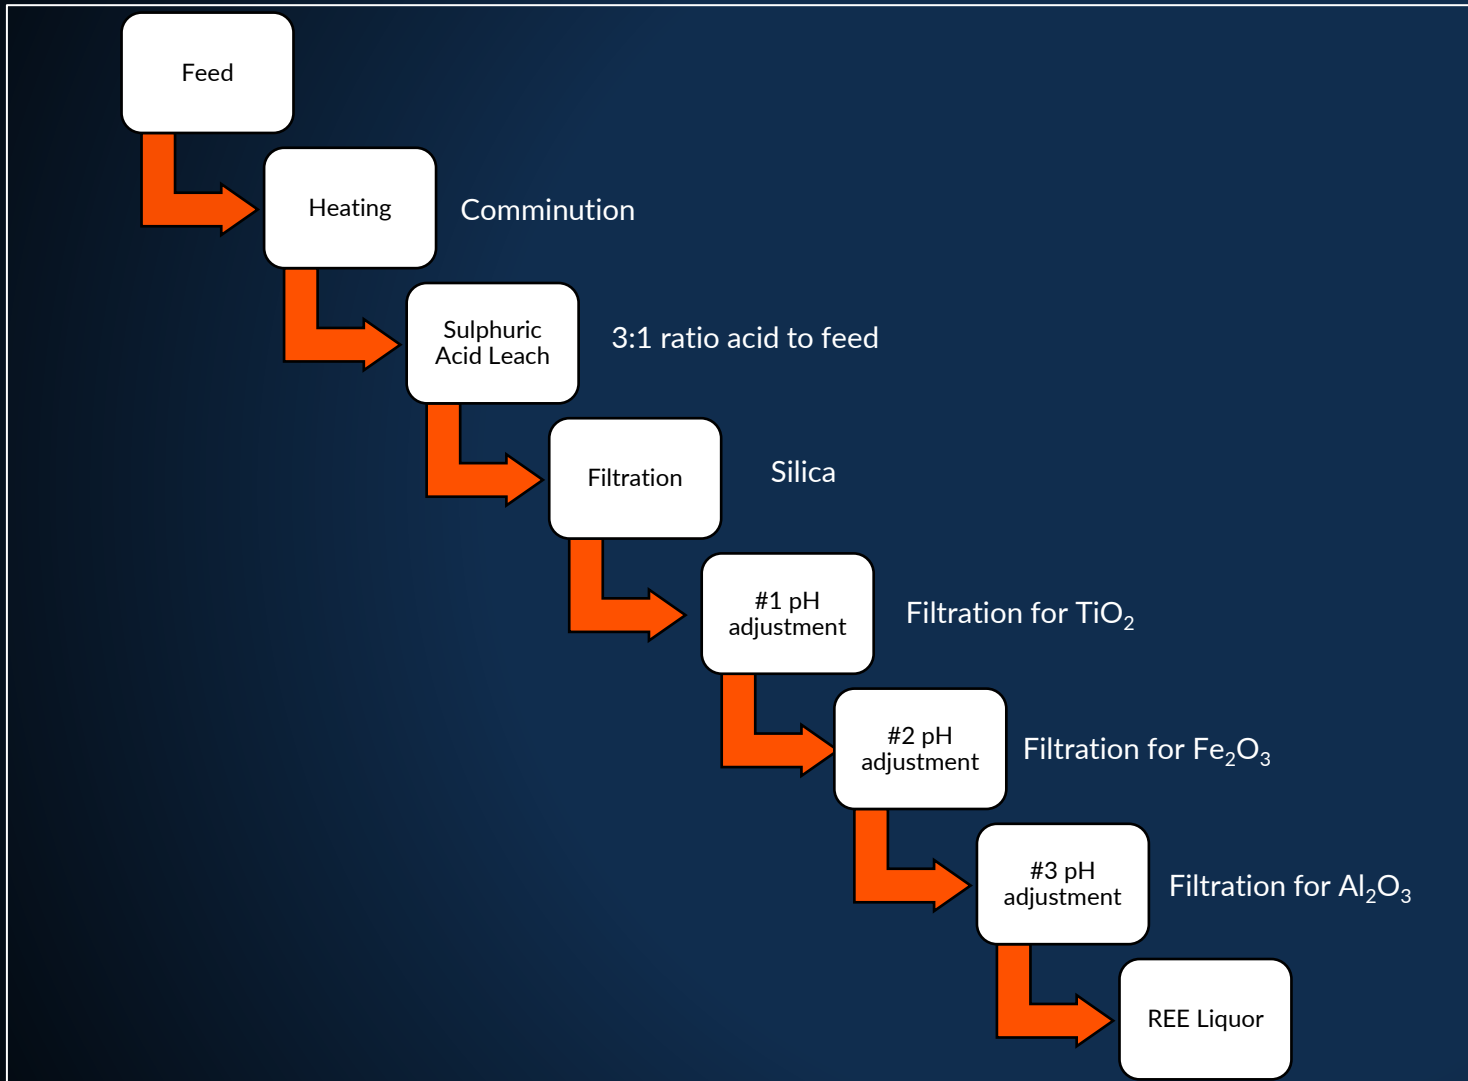 Feed
Heating
Comminution
Sulphuric
Acid Leach
3:1 ratio acid to feed
Filtration
Silica
#1 pH
adjustment
Filtration for TiO₂
#2 pH
adjustment
Filtration for Fe₂O₃
#3 pH
adjustment
Filtration for Al₂O₃
REE Liquor